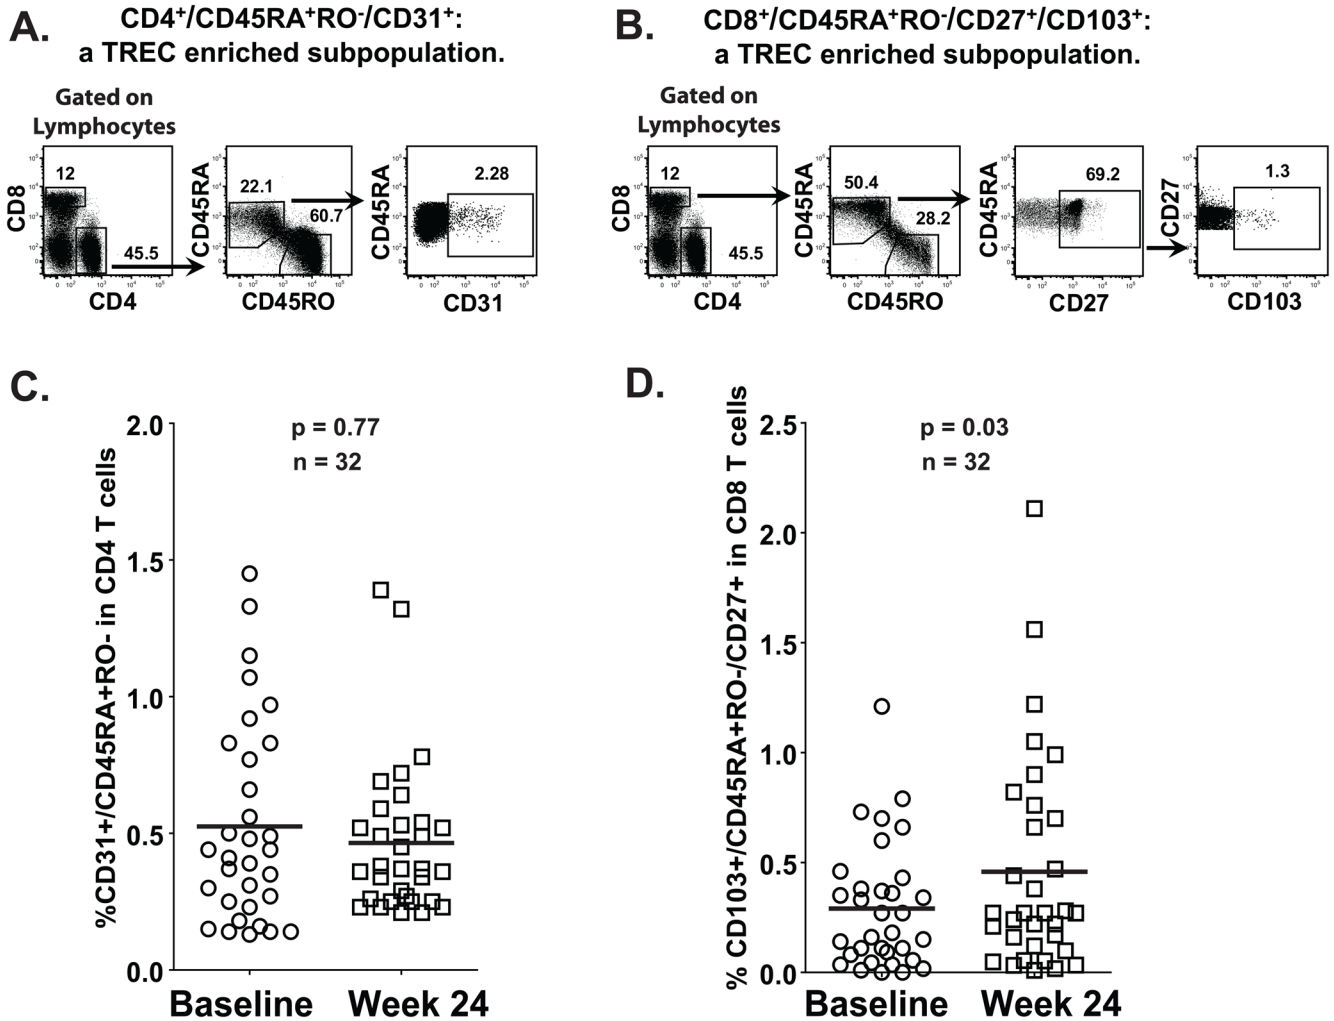 A.
CD4⁺/CD45RA⁺RO⁻/CD31⁺:
a TREC enriched subpopulation.
Gated on
Lymphocytes
12
45.5
CD8
CD4
22.1
60.7
CD45RA
CD45RO
2.28
CD45RA
CD31
B.
CD8⁺/CD45RA⁺RO⁻/CD27⁺/CD103⁺:
a TREC enriched subpopulation.
Gated on
Lymphocytes
12
45.5
CD8
CD4
50.4
28.2
CD45RA
CD45RO
69.2
CD45RA
CD27
1.3
CD27
CD103
C.
p = 0.77
n = 32
%CD31+/CD45RA+RO- in CD4 T cells
2.0
1.5
1.0
0.5
0.0
Baseline
Week 24
D.
p = 0.03
n = 32
% CD103+/CD45RA+RO-/CD27+ in CD8 T cells
2.5
2.0
1.5
1.0
0.5
0.0
Baseline
Week 24